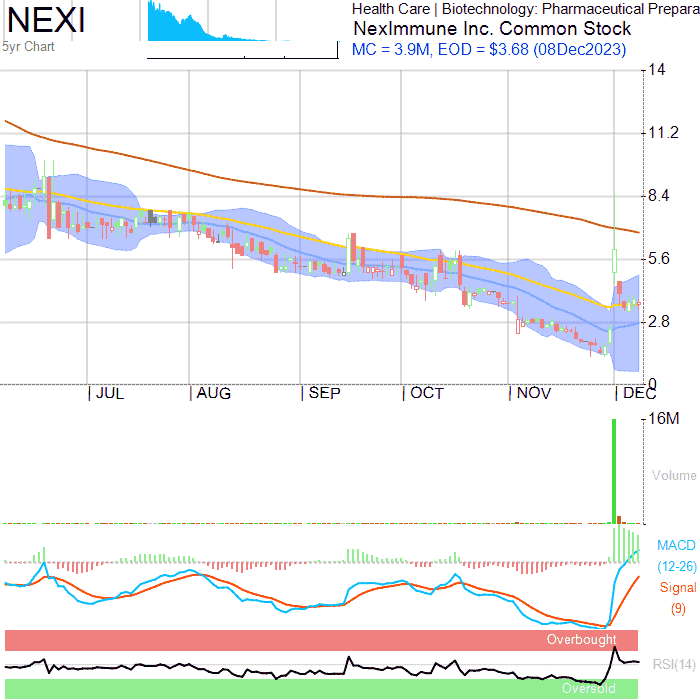 NEXI
5yr Chart
Health Care | Biotechnology: Pharmaceutical Prepara
NexImmune Inc. Common Stock
MC = 3.9M, EOD = $3.68 (08Dec2023)
14
11.2
8.4
5.6
2.8
0
JUL AUG SEP OCT NOV DEC
16M
Volume
MACD
(12-26)
Signal
(9)
Overbought
RSI(14)
Oversold